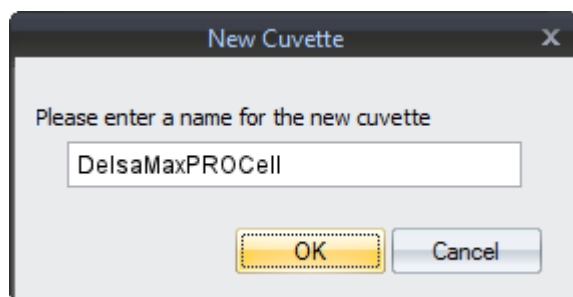 New Cuvette
Please enter a name for the new cuvette
DelsaMaxPROCell
OK Cancel